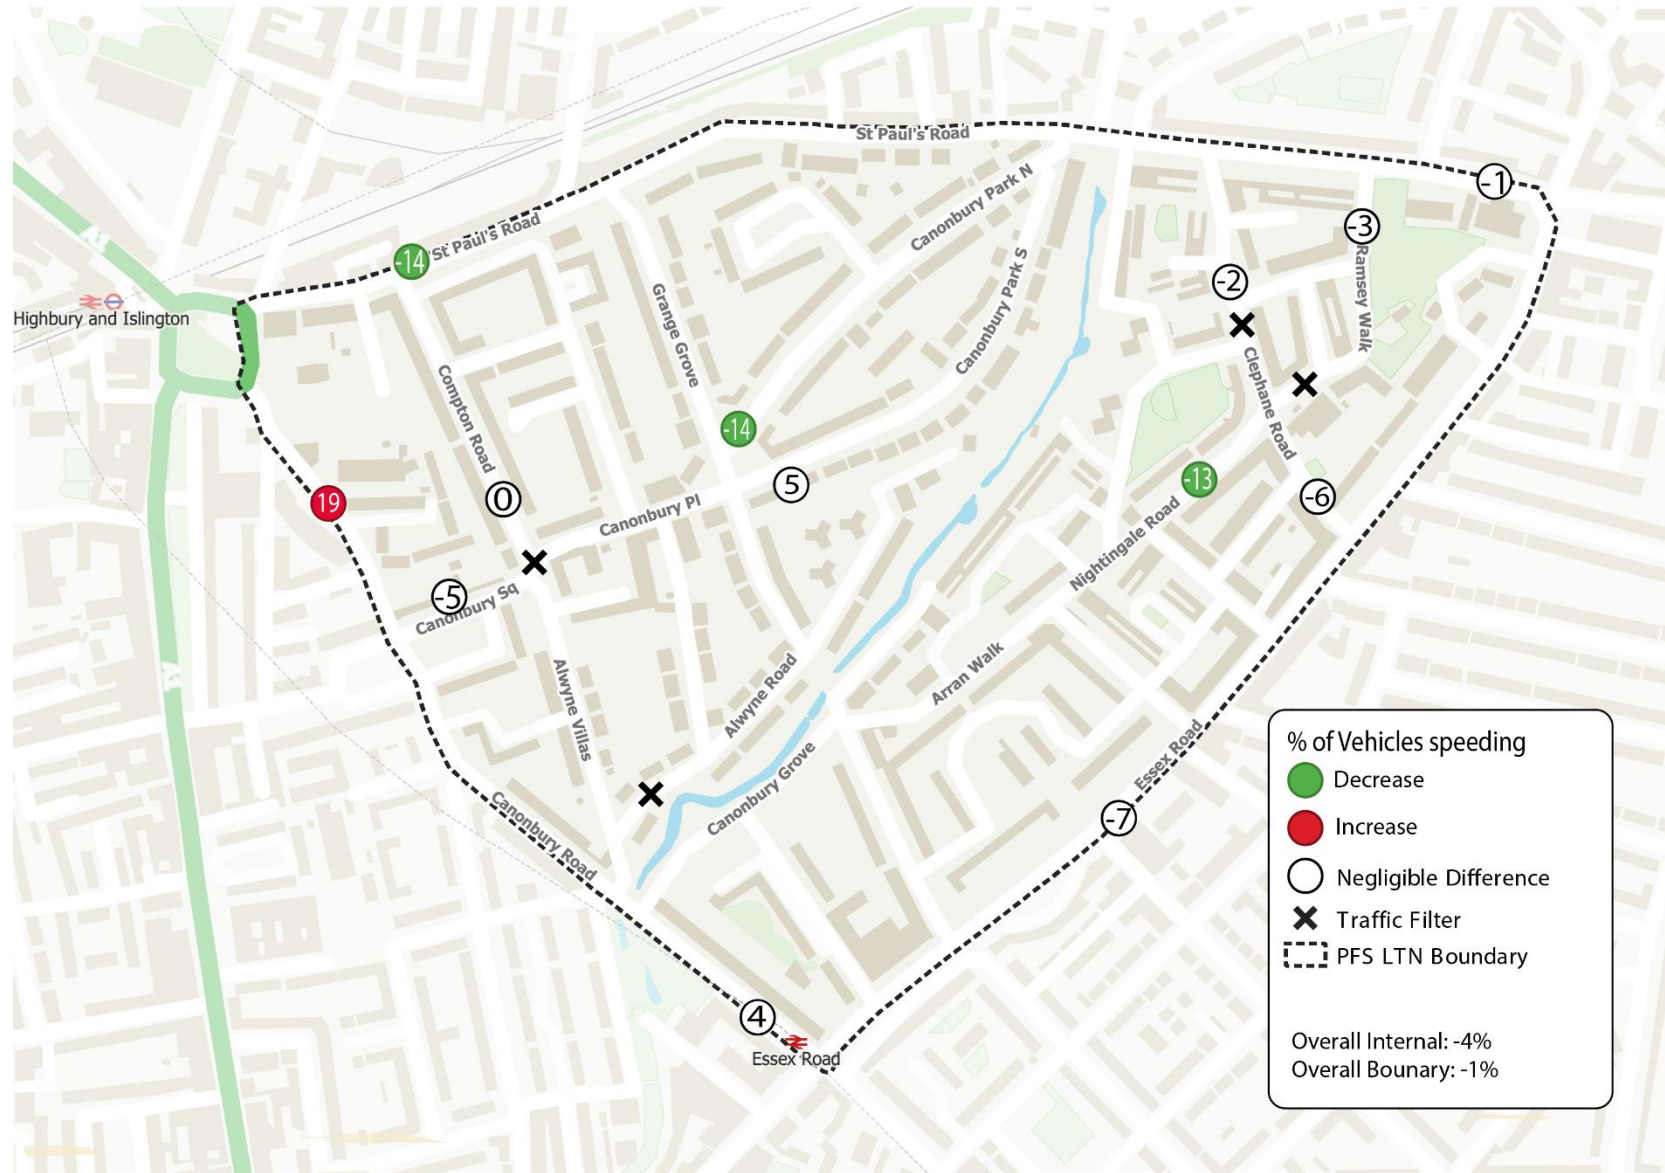 St Paul's Road
-1
-3
Canonbury Park N
St Paul's Road
-14
A1
Ramsey Walk
-2
Highbury and Islington
Grange Grove
Canonbury Park S
Compton Road
Clephane Road
-14
-13
5
-6
19
0
Canonbury Pl
Nightingale Road
-5
Canonbury Sq
Alwyne Villas
Alwyne Road
Arran Walk
Essex Road
Canonbury Grove
Canonbury Road
-7
4
Essex Road
% of Vehicles speeding
Decrease
Increase
Negligible Difference
Traffic Filter
PFS LTN Boundary
Overall Internal: -4%
Overall Bounary: -1%